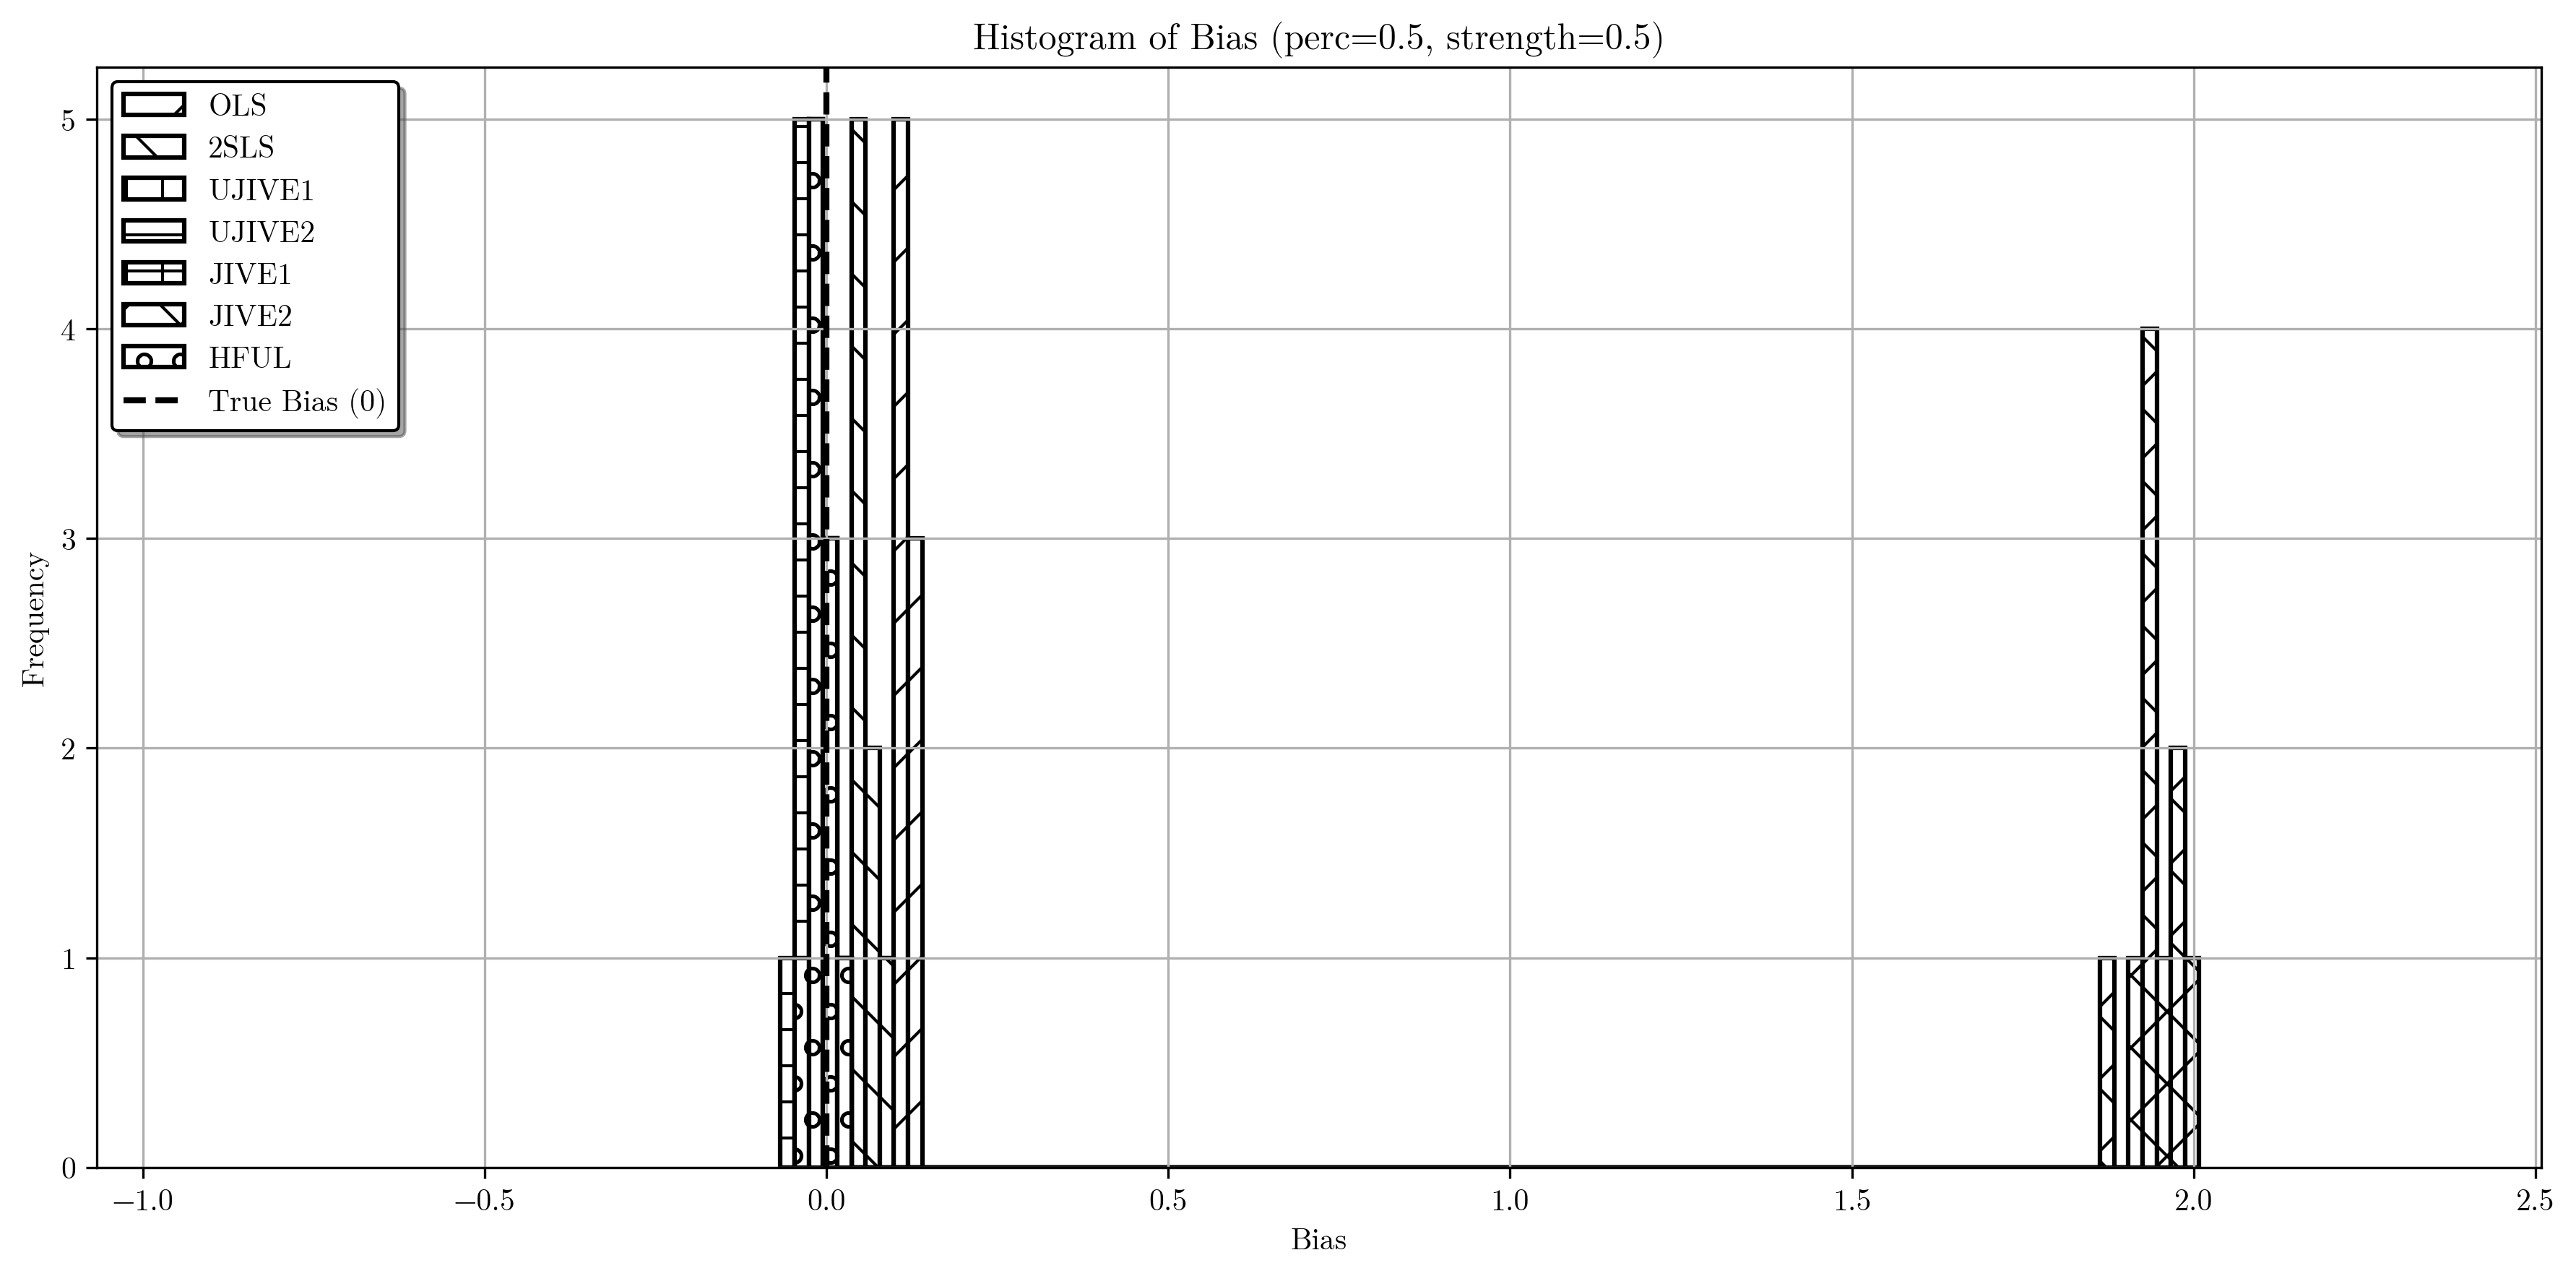 Histogram of Bias (perc=0.5, strength=0.5)
OLS
2SLS
UJIVE1
UJIVE2
JIVE1
JIVE2
HFUL
True Bias (0)
5
4
3
2
1
0
Frequency
−1.0 −0.5 0.0 0.5 1.0 1.5 2.0 2.5
Bias